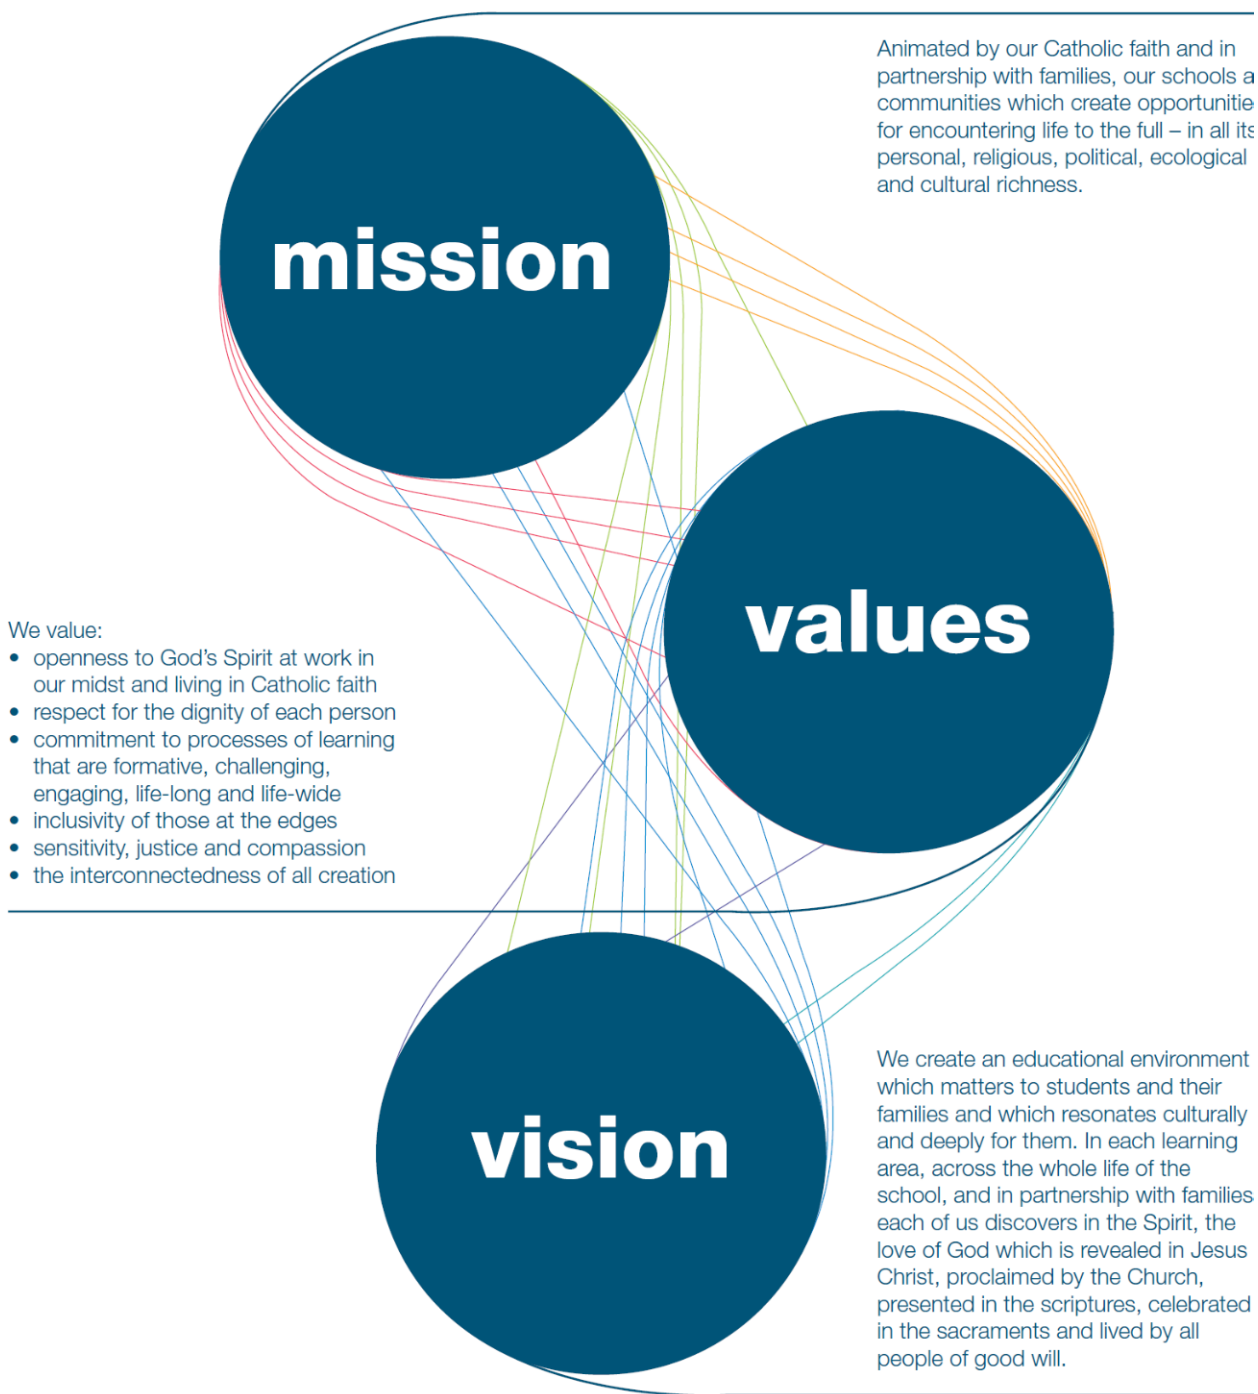 mission
Animated by our Catholic faith and in
partnership with families, our schools a
communities which create opportunitie
for encountering life to the full – in all its
personal, religious, political, ecological
and cultural richness.
values
We value:
• openness to God’s Spirit at work in
our midst and living in Catholic faith
• respect for the dignity of each person
• commitment to processes of learning
that are formative, challenging,
engaging, life-long and life-wide
• inclusivity of those at the edges
• sensitivity, justice and compassion
• the interconnectedness of all creation
vision
We create an educational environment
which matters to students and their
families and which resonates culturally
and deeply for them. In each learning
area, across the whole life of the
school, and in partnership with families
each of us discovers in the Spirit, the
love of God which is revealed in Jesus
Christ, proclaimed by the Church,
presented in the scriptures, celebrated
in the sacraments and lived by all
people of good will.